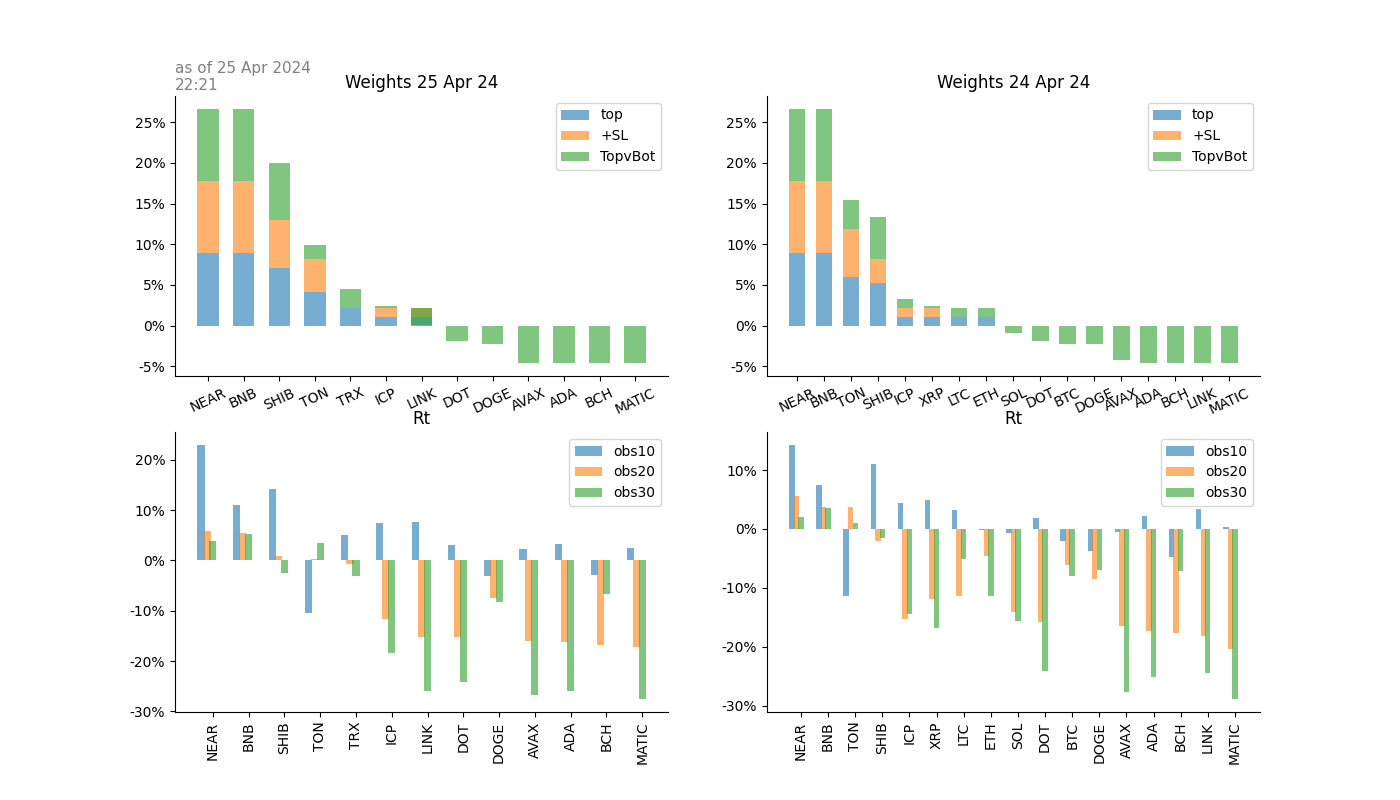 as of 25 Apr 2024
22:21
Weights 25 Apr 24
25%
20%
15%
10%
5%
0%
-5%
top
+SL
TopvBot
NEAR BNB SHIB TON TRX ICP LINK DOT DOGE AVAX ADA BCH MATIC
Weights 24 Apr 24
25%
20%
15%
10%
5%
0%
-5%
top
+SL
TopvBot
NEAR BNB TON SHIB ICP XRP LTC ETH SOL DOT BTC DOGE AVAX ADA BCH LINK MATIC
Rt
20%
10%
0%
-10%
-20%
-30%
obs10
obs20
obs30
NEAR BNB SHIB TON TRX ICP LINK DOT DOGE AVAX ADA BCH MATIC
Rt
10%
0%
-10%
-20%
-30%
obs10
obs20
obs30
NEAR BNB TON SHIB ICP XRP LTC ETH SOL DOT BTC DOGE AVAX ADA BCH LINK MATIC